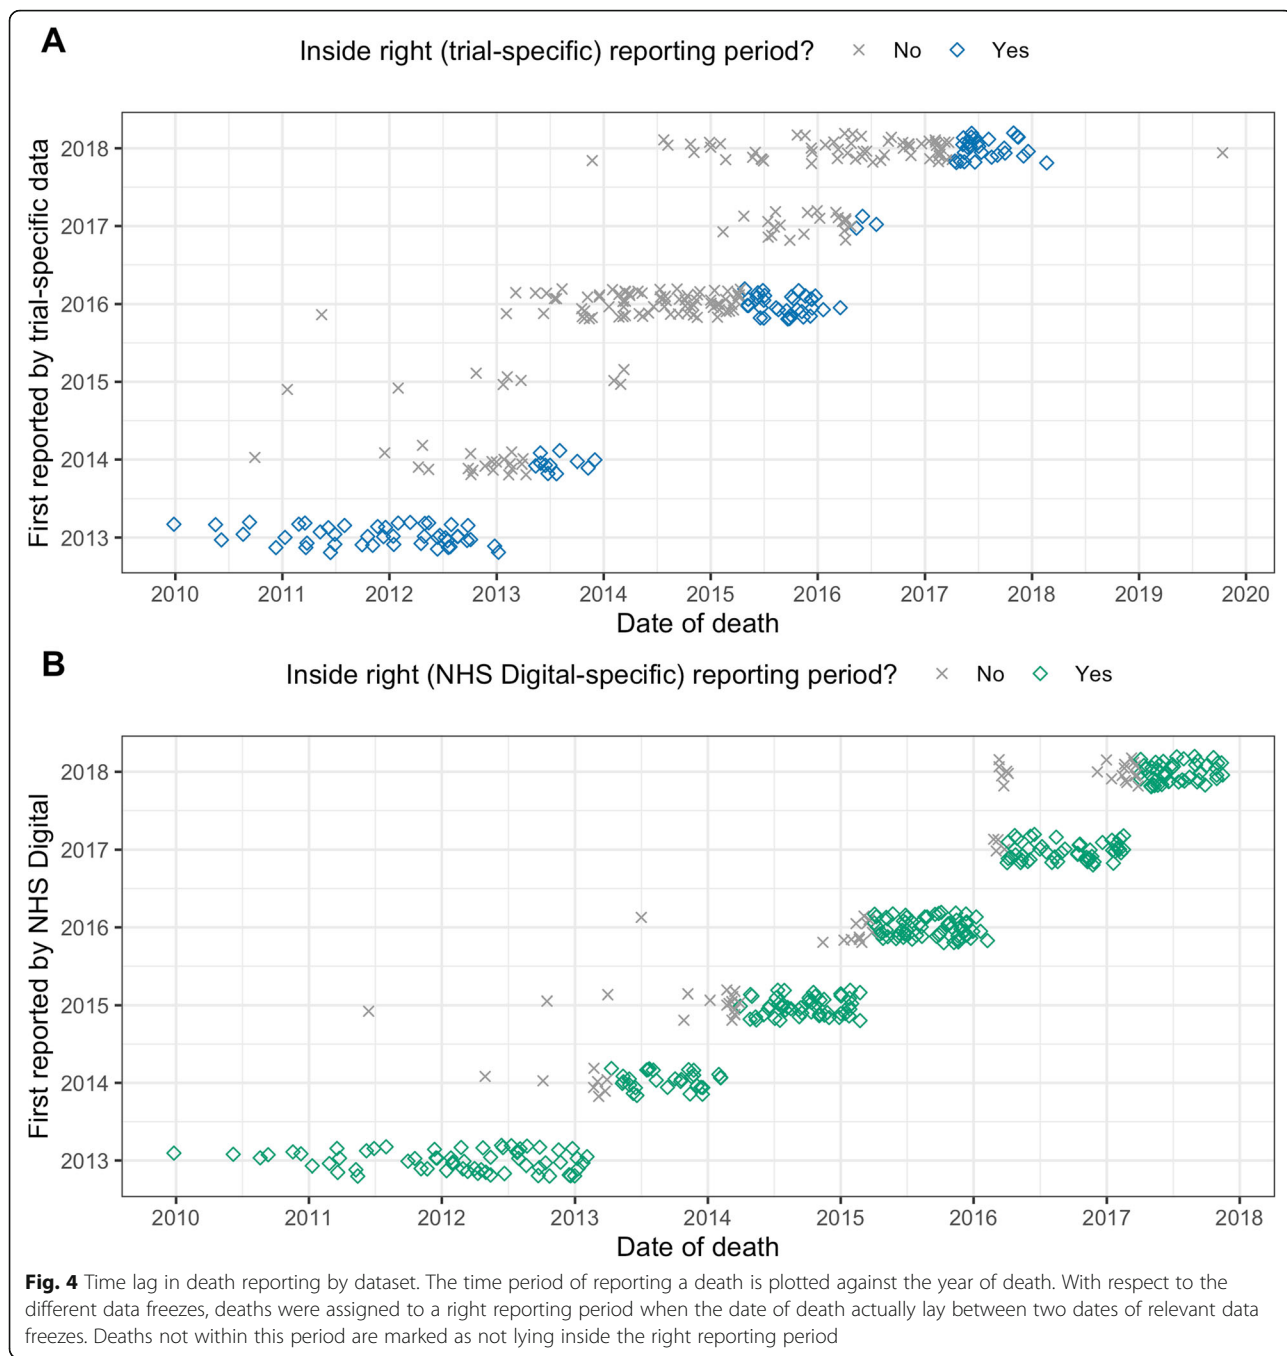 A
Inside right (trial-specific) reporting period? No Yes
First reported by trial-specific data
2018
2017
2016
2015
2014
2013
2010 2011 2012 2013 2014 2015 2016 2017 2018 2019 2020
Date of death
B
Inside right (NHS Digital-specific) reporting period? No Yes
First reported by NHS Digital
2018
2017
2016
2015
2014
2013
2010 2011 2012 2013 2014 2015 2016 2017 2018
Date of death
Fig. 4 Time lag in death reporting by dataset. The time period of reporting a death is plotted against the year of death. With respect to the
different data freezes, deaths were assigned to a right reporting period when the date of death actually lay between two dates of relevant data
freezes. Deaths not within this period are marked as not lying inside the right reporting period